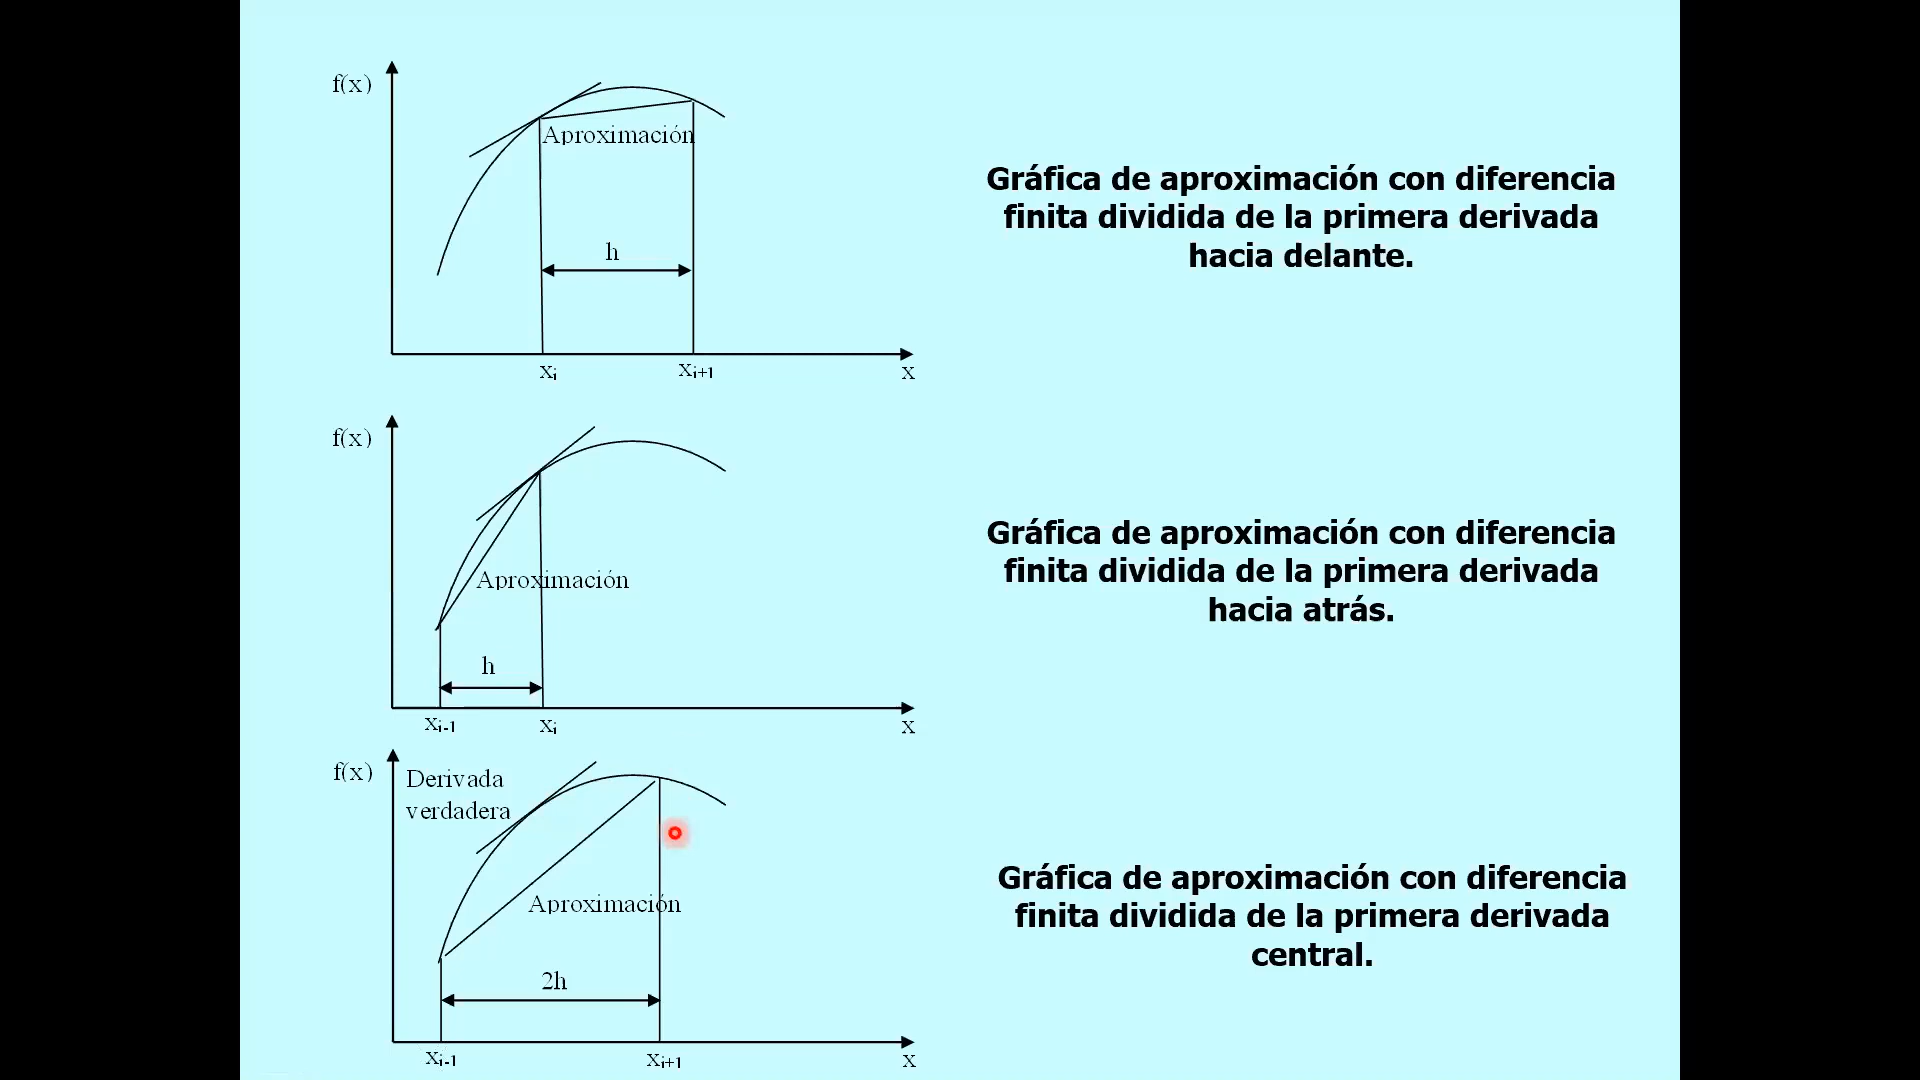 f(x)
Aproximación
h
xᵢ
xᵢ₊₁
x
Gráfica de aproximación con diferencia
finita dividida de la primera derivada
hacia delante.
f(x)
Aproximación
h
xᵢ₋₁
xᵢ
x
Gráfica de aproximación con diferencia
finita dividida de la primera derivada
hacia atrás.
f(x)
Derivada
verdadera
Aproximación
2h
xᵢ₋₁
xᵢ₊₁
x
Gráfica de aproximación con diferencia
finita dividida de la primera derivada
central.